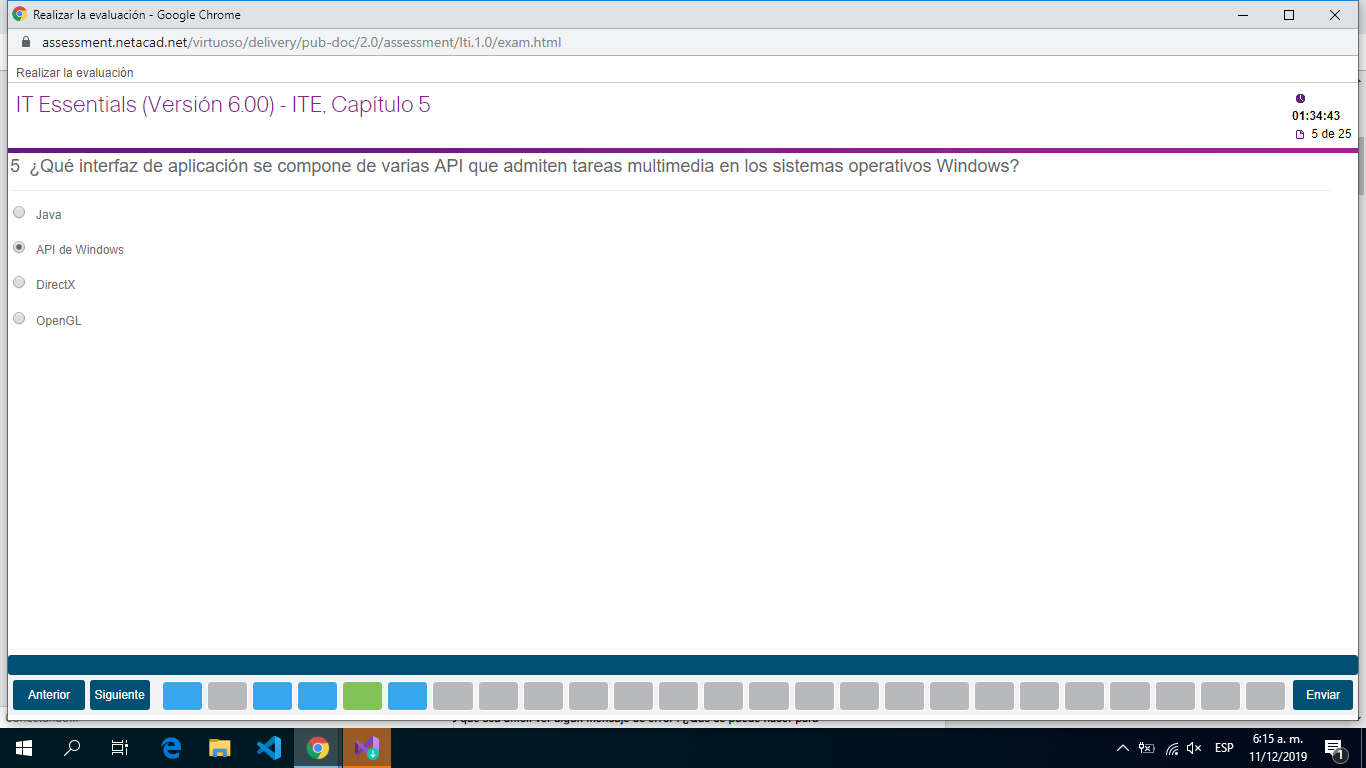 Realizar la evaluación - Google Chrome
assessment.netacad.net/virtuoso/delivery/pub-doc/2.0/assessment/lti.1.0/exam.html
Realizar la evaluación
IT Essentials (Versión 6.00) - ITE, Capítulo 5
01:34:43
5 de 25
5 ¿Qué interfaz de aplicación se compone de varias API que admiten tareas multimedia en los sistemas operativos Windows?
Java
API de Windows
DirectX
OpenGL
Anterior
Siguiente
Enviar
ESP
6:15 a. m.
11/12/2019
1